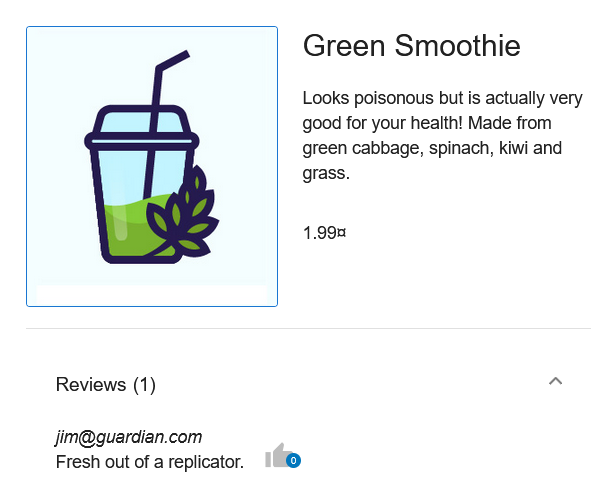 Green Smoothie
Looks poisonous but is actually very
good for your health! Made from
green cabbage, spinach, kiwi and
grass.
1.99¤
Reviews (1)
jim@guardian.com
Fresh out of a replicator.
0